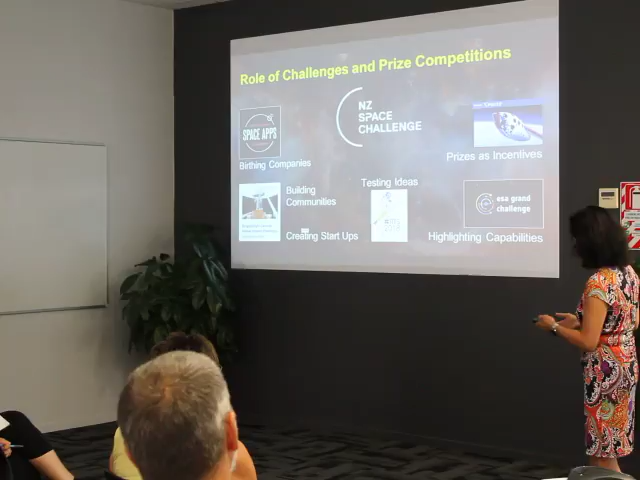 Role of Challenges and Prize Competitions
NZ
SPACE
CHALLENGE
SPACE APPS
Birthing Companies
Prizes as Incentives
Building
Communities
Testing Ideas
esa grand
challenge
Creating Start Ups
Highlighting Capabilities